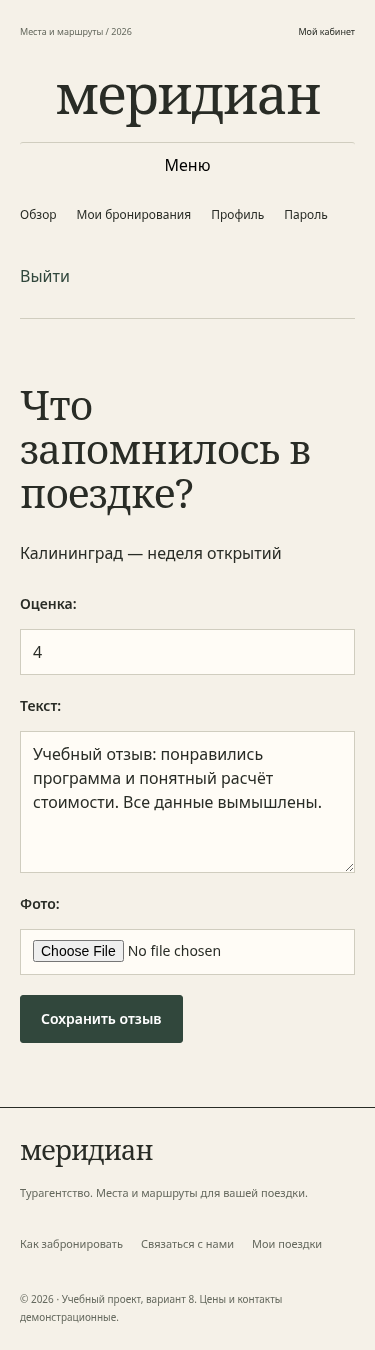 Места и маршруты / 2026 Мой кабинет
меридиан
Меню
Обзор Мои бронирования Профиль Пароль
Выйти
Что
запомнилось в
поездке?
Калининград — неделя открытий
Оценка:
4
Текст:
Учебный отзыв: понравились
программа и понятный расчёт
стоимости. Все данные вымышлены.
Фото:
Choose File No file chosen
Сохранить отзыв
меридиан
Турагентство. Места и маршруты для вашей поездки.
Как забронировать Связаться с нами Мои поездки
© 2026 · Учебный проект, вариант 8. Цены и контакты
демонстрационные.